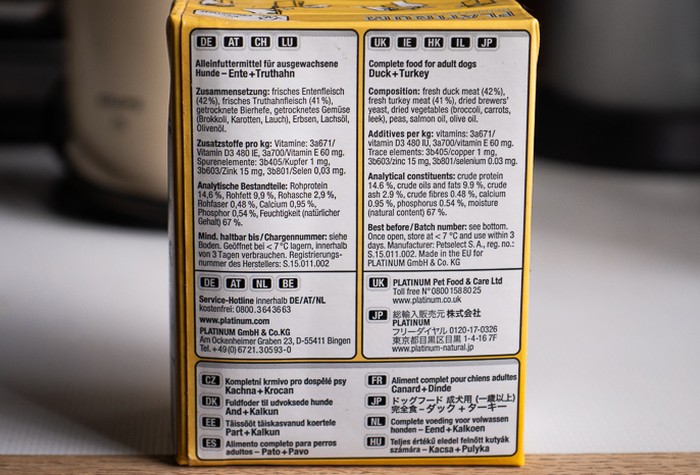 PLATINUM
DE AT CH LU
Alleinfuttermittel für ausgewachsene
Hunde – Ente+Truthahn
Zusammensetzung: frisches Entenfleisch
(42%), frisches Truthahnfleisch (41%),
getrocknete Bierhefe, getrocknetes Gemüse
(Brokkoli, Karotten, Lauch), Erbsen, Lachsöl,
Olivenöl.
Zusatzstoffe pro kg: Vitamine: 3a671/
Vitamin D3 480 IE, 3a700/Vitamin E 60 mg.
Spurenelemente: 3b405/Kupfer 1 mg,
3b603/Zink 15 mg, 3b801/Selen 0,03 mg.
Analytische Bestandteile: Rohprotein
14,6 %, Rohfett 9,9 %, Rohasche 2,9 %,
Rohfaser 0,48 %, Calcium 0,95 %,
Phosphor 0,54 %, Feuchtigkeit (natürlicher
Gehalt) 67 %.
Mind. haltbar bis/Chargennummer: siehe
Boden. Geöffnet bei < 7 °C lagern, innerhalb
von 3 Tagen verbrauchen. Registrierungs-
nummer des Herstellers: S.15.011.002
UK IE HK IL JP
Complete food for adult dogs
Duck+Turkey
Composition: fresh duck meat (42%),
fresh turkey meat (41 %), dried brewers'
yeast, dried vegetables (broccoli, carrots,
leek), peas, salmon oil, olive oil.
Additives per kg: vitamins: 3a671/
vitamin D3 480 IU, 3a700/vitamin E 60 mg.
Trace elements: 3b405/copper 1 mg,
3b603/zinc 15 mg, 3b801/selenium 0.03 mg.
Analytical constituents: crude protein
14.6 %, crude oils and fats 9.9 %, crude
ash 2.9 %, crude fibres 0.48 %, calcium
0.95 %, phosphorus 0.54 %, moisture
(natural content) 67 %.
Best before/Batch number: see bottom.
Once open, store at < 7 °C and use within 3
days. Manufacturer: Petselect S. A., reg. no.:
S.15.011.002. Made in the EU for
PLATINUM GmbH & Co. KG
DE AT NL BE
Service-Hotline innerhalb DE/AT/NL
kostenfrei: 0800.3643663
www.platinum.com
PLATINUM GmbH & Co.KG
Am Ockenheimer Graben 23, D-55411 Bingen
Tel. +49(0)6721.30593-0
UK PLATINUM Pet Food & Care Ltd
Toll free N° 08001588025
www.platinum.co.uk
JP 総輸入販売元 株式会社
PLATINUM
フリーダイヤル 0120-17-0326
東京都目黒区目黒 1-4-16 7F
www.platinum-natural.jp
CZ Kompletní krmivo pro dospělé psy
Kachna+Krocan
DK Fuldfoder til udvoksede hunde
And+Kalkun
EE Täissööt täiskasvanud koertele
Part+Kalkun
ES Alimento completo para perros
adultos – Pato+Pavo
FR Aliment complet pour chiens adultes
Canard+Dinde
JP ドッグフード 成犬用 (一歳以上)
完全食 – ダック + ターキー
NL Complete voeding voor volwassen
honden – Eend+Kalkoen
HU Teljes értékű eledel felnőtt kutyák
számára – Kacsa+Pulyka